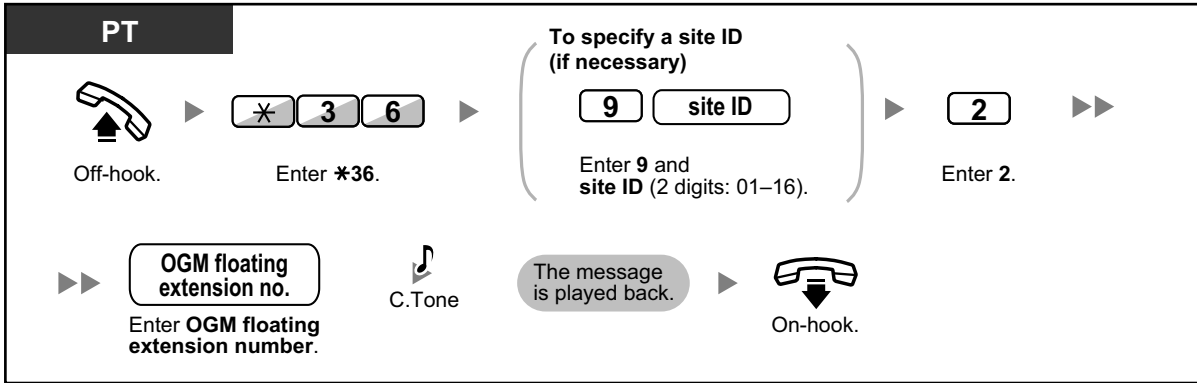 PT
To specify a site ID
(if necessary)
✳ 3 6
9 site ID
2
Off-hook.
Enter ✳36.
Enter 9 and
site ID (2 digits: 01–16).
Enter 2.
OGM floating
extension no.
C.Tone
The message
is played back.
Enter OGM floating
extension number.
On-hook.